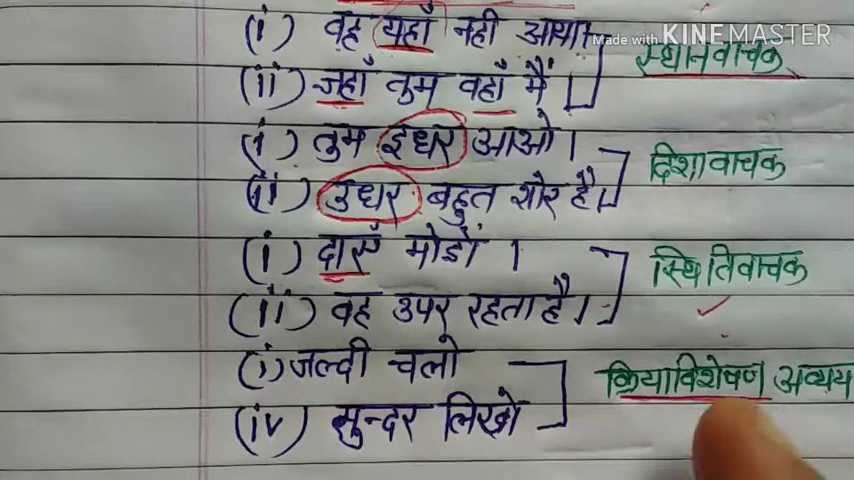 Made with KINEMASTER
(i) वह यहाँ नही आया। स्थानवाचक
(ii) जहाँ तुम वहाँ मैं।
(i) तुम इधर आओ। दिशावाचक
(ii) उधर बहुत शोर है।
(i) दाएँ मोडों। स्थितिवाचक
(ii) वह उपर रहता है।
(i) जल्दी चलो
(iv) सुन्दर लिखो क्रियाविशेषण अव्यय